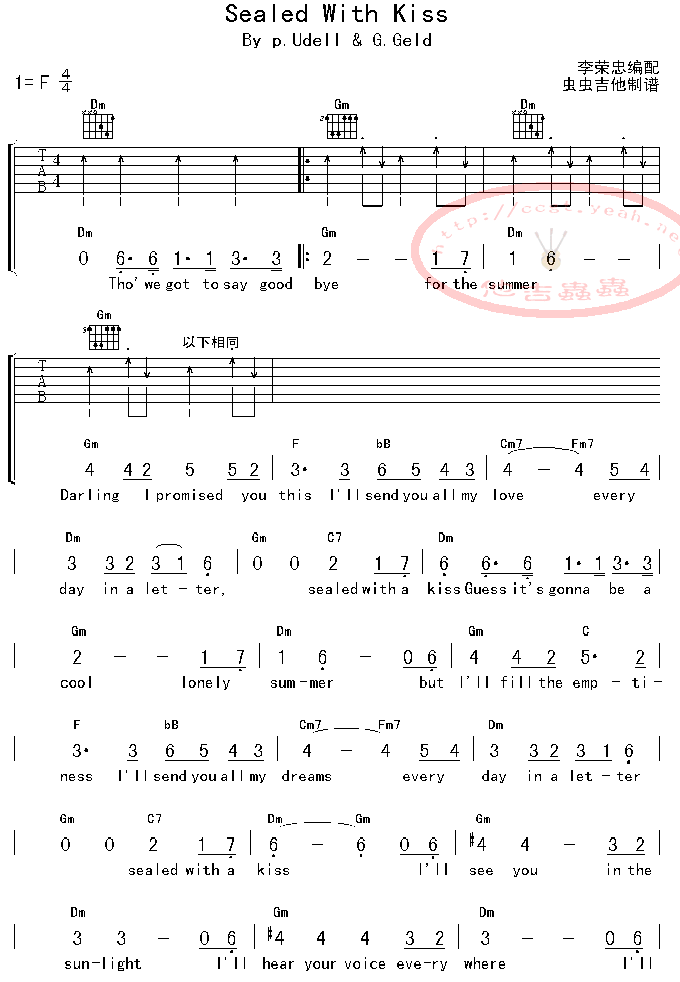 Sealed With Kiss
By p.Udell & G.Geld
李荣忠编配
1=F 4/4
虫虫吉他制谱
Dm Gm Dm
T A B 4 4
http://ccgt.yeah.net
Dm Gm Dm
0 6· 6 1· 1 3· 3 2 - - 1 7 1 6· - -
Tho' we got to say good bye for the summer
他吉蟲蟲
Gm
以下相同
T A B
Gm F bB Cm7 Fm7
4 4 2 5 5 2 3· 3 6 5 4 3 4 - 4 5 4
Darling I promised you this I'll send you all my love every
Dm Gm C7 Dm
3 3 2 3 1 6 0 0 2 1 7 6 6· 6 1· 1 3· 3
day in a let-ter, sealed with a kiss Guess it's gonna be a
Gm Dm Gm C
2 - - 1 7 1 6 - 0 6 4 4 2 5· 2
cool lonely sum-mer but I'll fill the emp-ti-
F bB Cm7 Fm7 Dm
3· 3 6 5 4 3 4 - 4 5 4 3 3 2 3 1 6
ness I'll send you all my dreams every day in a let-ter
Gm C7 Dm Gm Gm
0 0 2 1 7 6 - 6 0 6 #4 4 - 3 2
sealed with a kiss I'll see you in the
Dm Gm Dm
3 3 - 0 6 #4 4 4 4 3 3 - 0 6
sun-light I'll hear your voice eve-ry where I'll